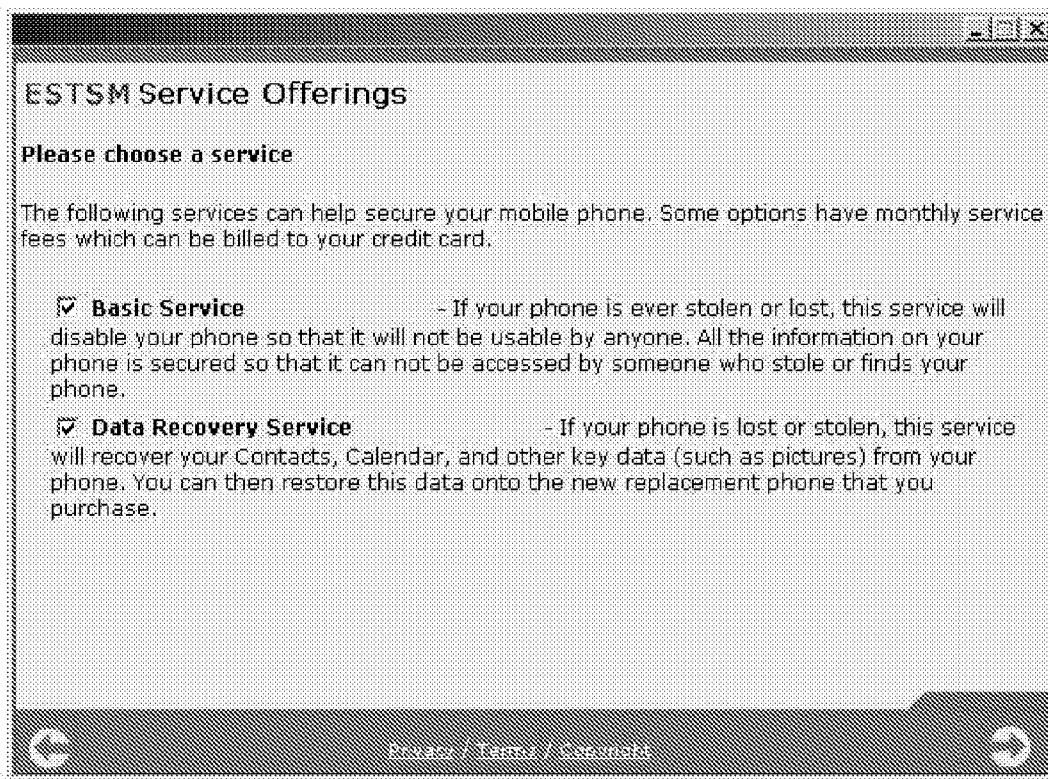 ESTSM Service Offerings
Please choose a service
The following services can help secure your mobile phone. Some options have monthly service
fees which can be billed to your credit card.
Basic Service - If your phone is ever stolen or lost, this service will
disable your phone so that it will not be usable by anyone. All the information on your
phone is secured so that it can not be accessed by someone who stole or finds your
phone.
Data Recovery Service - If your phone is lost or stolen, this service
will recover your Contacts, Calendar, and other key data (such as pictures) from your
phone. You can then restore this data onto the new replacement phone that you
purchase.
Privacy / Terms / Copyright